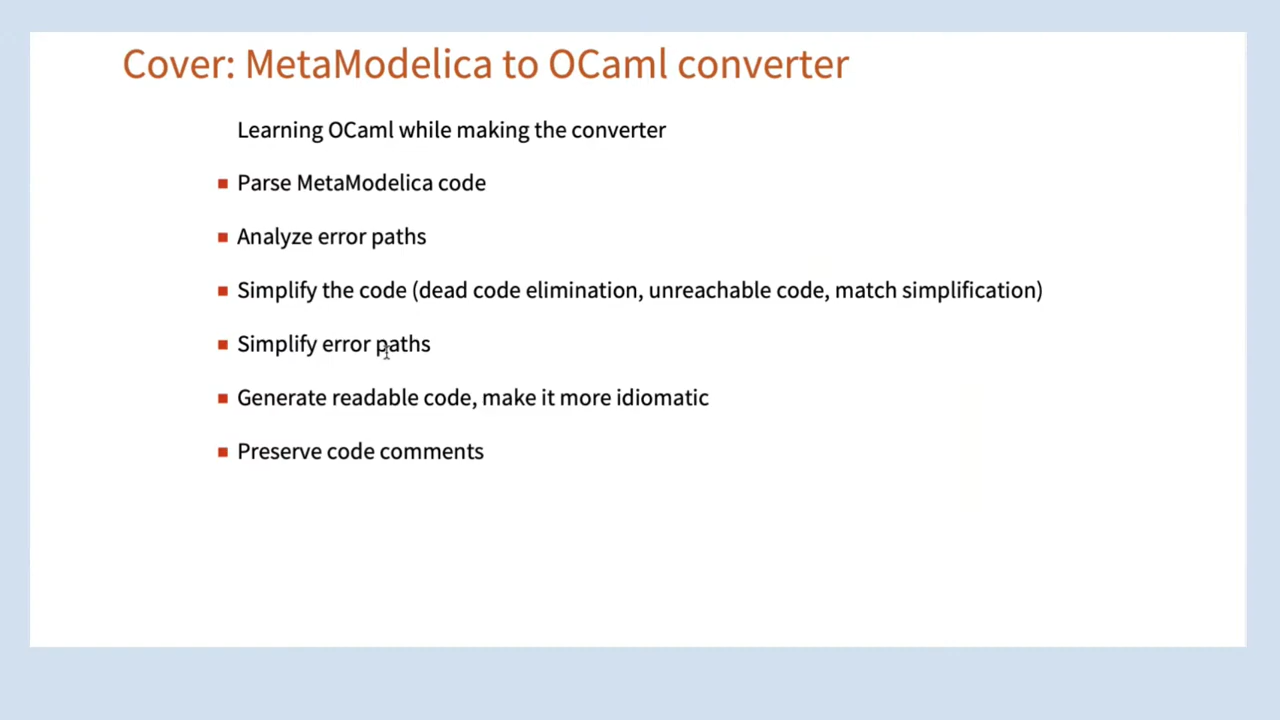 Cover: MetaModelica to OCaml converter
Learning OCaml while making the converter
Parse MetaModelica code
Analyze error paths
Simplify the code (dead code elimination, unreachable code, match simplification)
Simplify error paths
Generate readable code, make it more idiomatic
Preserve code comments